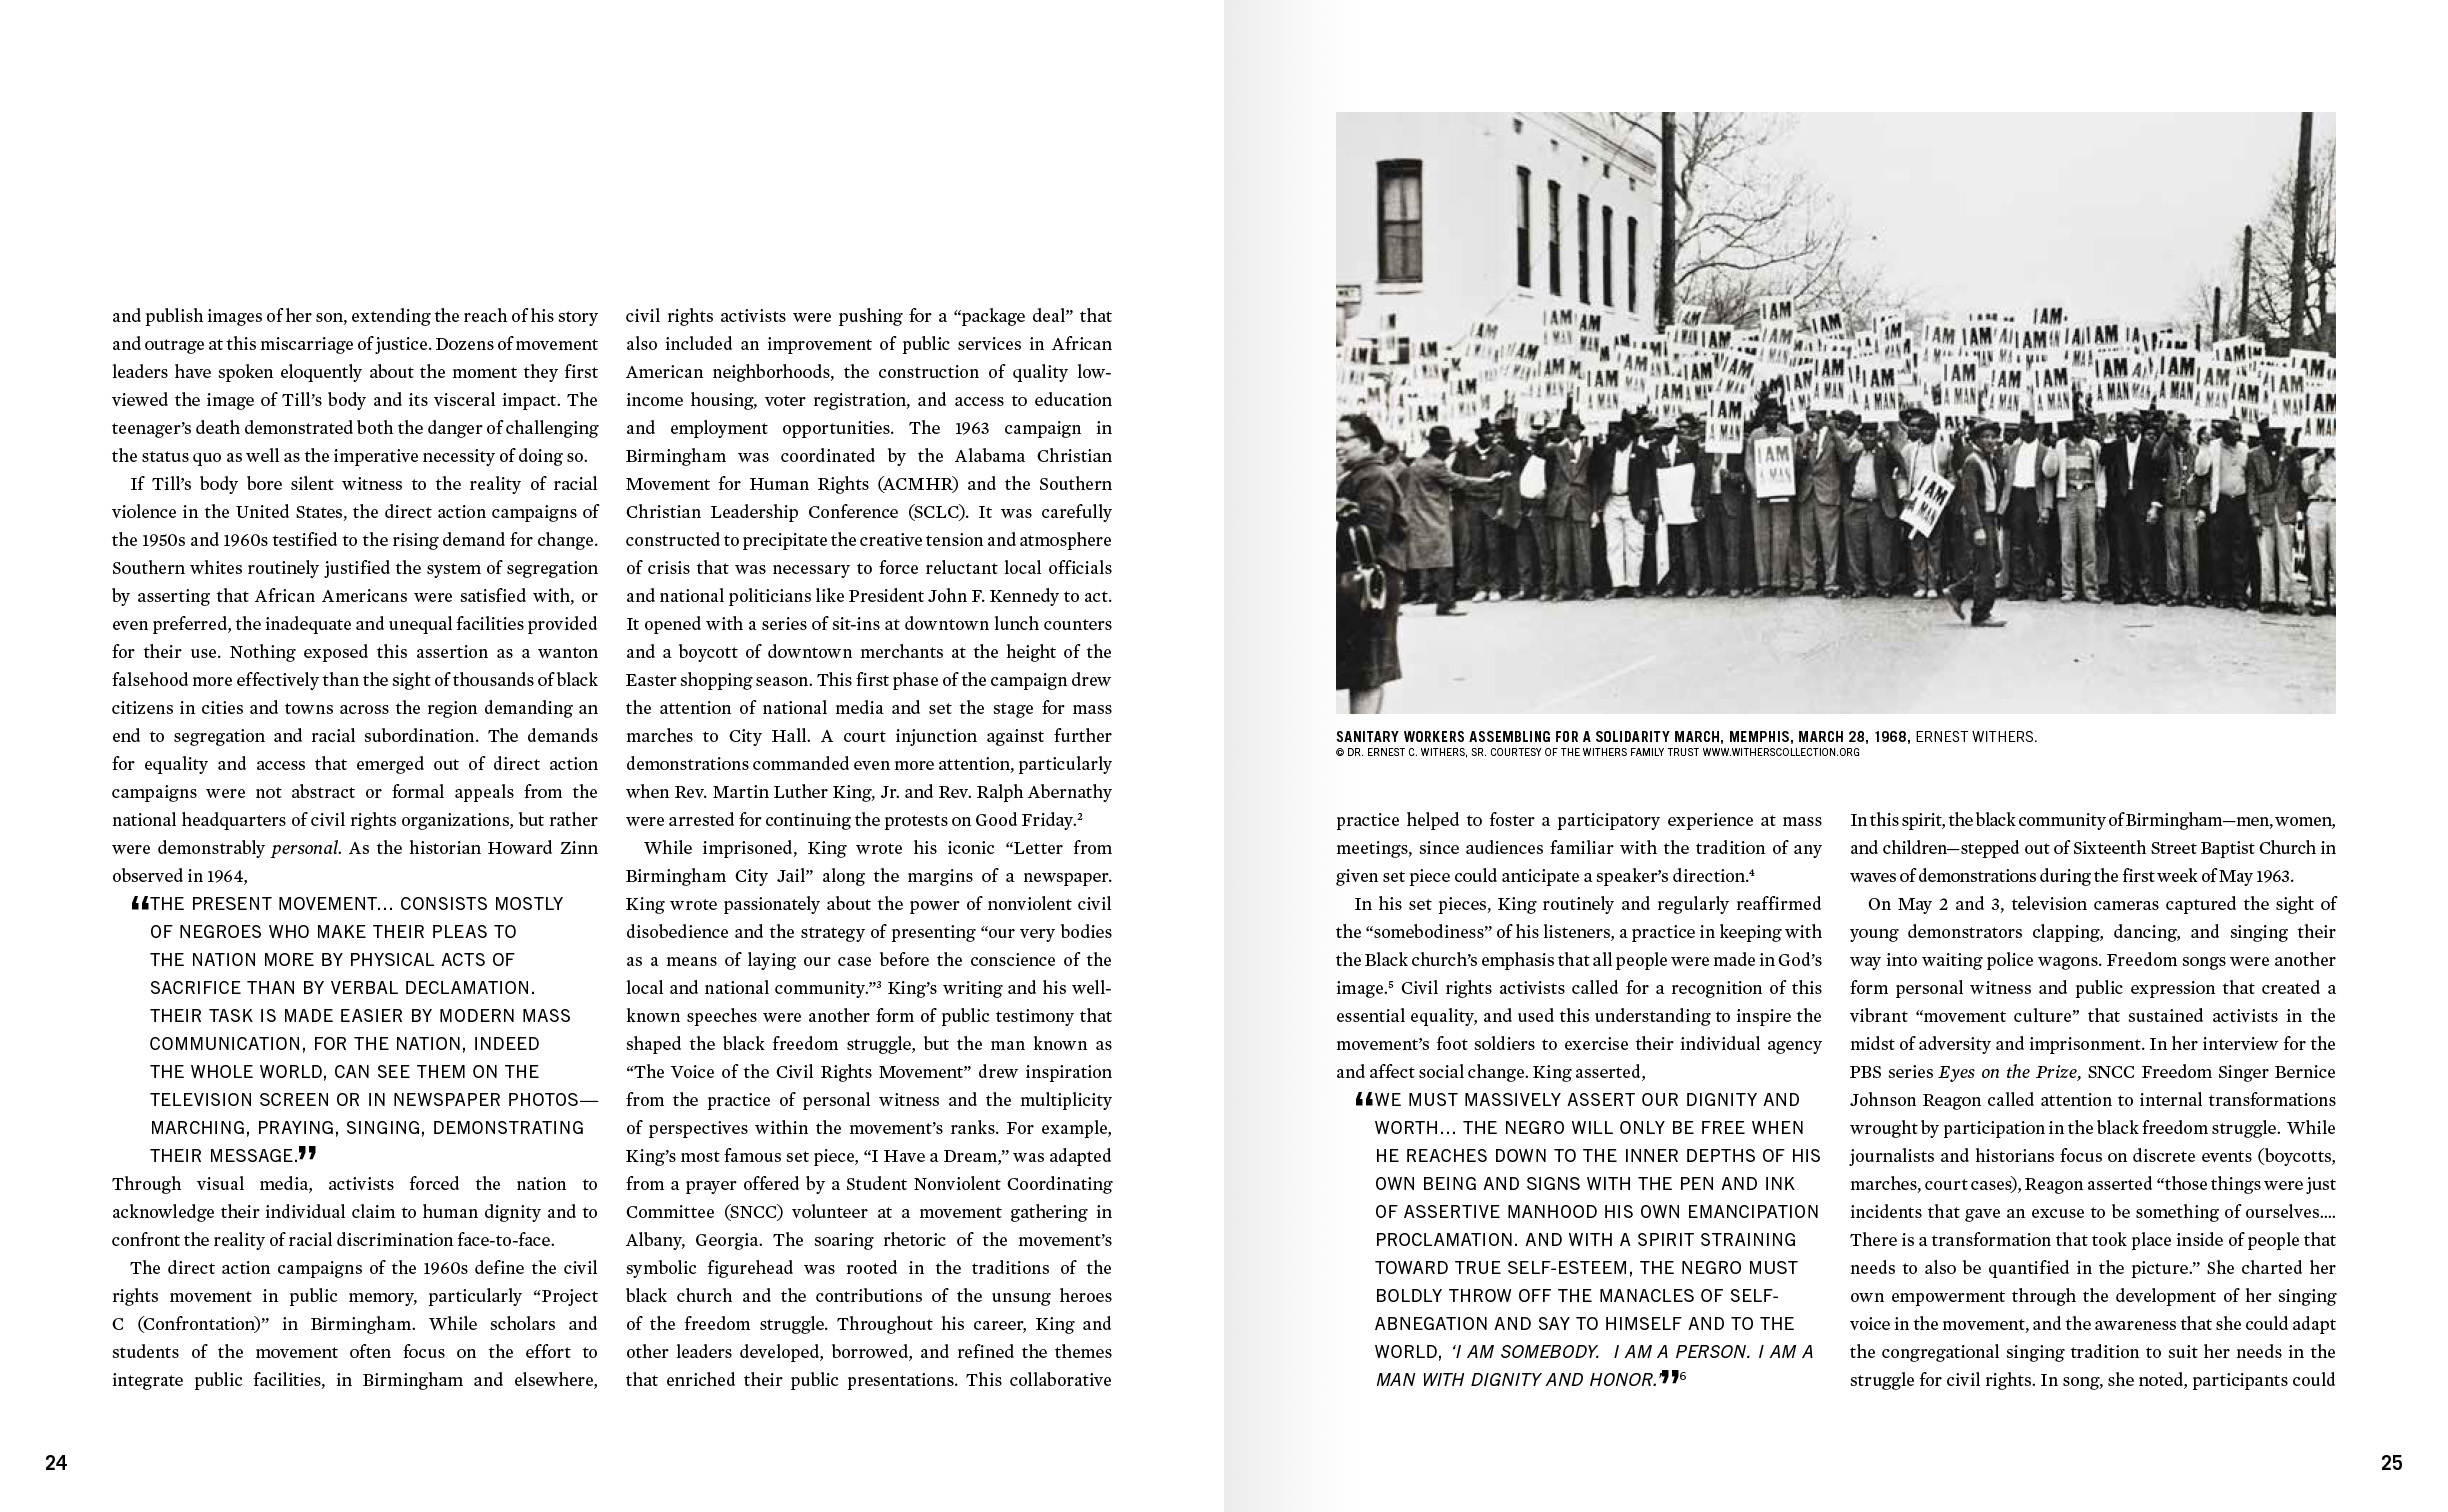 and publish images of her son, extending the reach of his story
and outrage at this miscarriage of justice. Dozens of movement
leaders have spoken eloquently about the moment they first
viewed the image of Till’s body and its visceral impact. The
teenager’s death demonstrated both the danger of challenging
the status quo as well as the imperative necessity of doing so.
If Till’s body bore silent witness to the reality of racial
violence in the United States, the direct action campaigns of
the 1950s and 1960s testified to the rising demand for change.
Southern whites routinely justified the system of segregation
by asserting that African Americans were satisfied with, or
even preferred, the inadequate and unequal facilities provided
for their use. Nothing exposed this assertion as a wanton
falsehood more effectively than the sight of thousands of black
citizens in cities and towns across the region demanding an
end to segregation and racial subordination. The demands
for equality and access that emerged out of direct action
campaigns were not abstract or formal appeals from the
national headquarters of civil rights organizations, but rather
were demonstrably personal. As the historian Howard Zinn
observed in 1964,
“THE PRESENT MOVEMENT... CONSISTS MOSTLY
OF NEGROES WHO MAKE THEIR PLEAS TO
THE NATION MORE BY PHYSICAL ACTS OF
SACRIFICE THAN BY VERBAL DECLAMATION.
THEIR TASK IS MADE EASIER BY MODERN MASS
COMMUNICATION, FOR THE NATION, INDEED
THE WHOLE WORLD, CAN SEE THEM ON THE
TELEVISION SCREEN OR IN NEWSPAPER PHOTOS—
MARCHING, PRAYING, SINGING, DEMONSTRATING
THEIR MESSAGE.”
Through visual media, activists forced the nation to
acknowledge their individual claim to human dignity and to
confront the reality of racial discrimination face-to-face.
The direct action campaigns of the 1960s define the civil
rights movement in public memory, particularly “Project
C (Confrontation)” in Birmingham. While scholars and
students of the movement often focus on the effort to
integrate public facilities, in Birmingham and elsewhere,
civil rights activists were pushing for a “package deal” that
also included an improvement of public services in African
American neighborhoods, the construction of quality low-
income housing, voter registration, and access to education
and employment opportunities. The 1963 campaign in
Birmingham was coordinated by the Alabama Christian
Movement for Human Rights (ACMHR) and the Southern
Christian Leadership Conference (SCLC). It was carefully
constructed to precipitate the creative tension and atmosphere
of crisis that was necessary to force reluctant local officials
and national politicians like President John F. Kennedy to act.
It opened with a series of sit-ins at downtown lunch counters
and a boycott of downtown merchants at the height of the
Easter shopping season. This first phase of the campaign drew
the attention of national media and set the stage for mass
marches to City Hall. A court injunction against further
demonstrations commanded even more attention, particularly
when Rev. Martin Luther King, Jr. and Rev. Ralph Abernathy
were arrested for continuing the protests on Good Friday.²
While imprisoned, King wrote his iconic “Letter from
Birmingham City Jail” along the margins of a newspaper.
King wrote passionately about the power of nonviolent civil
disobedience and the strategy of presenting “our very bodies
as a means of laying our case before the conscience of the
local and national community.”³ King’s writing and his well-
known speeches were another form of public testimony that
shaped the black freedom struggle, but the man known as
“The Voice of the Civil Rights Movement” drew inspiration
from the practice of personal witness and the multiplicity
of perspectives within the movement’s ranks. For example,
King’s most famous set piece, “I Have a Dream,” was adapted
from a prayer offered by a Student Nonviolent Coordinating
Committee (SNCC) volunteer at a movement gathering in
Albany, Georgia. The soaring rhetoric of the movement’s
symbolic figurehead was rooted in the traditions of the
black church and the contributions of the unsung heroes
of the freedom struggle. Throughout his career, King and
other leaders developed, borrowed, and refined the themes
that enriched their public presentations. This collaborative
24
I AM
A MAN
I AM
A MAN
I AM
A MAN
I AM
A MAN
SANITARY WORKERS ASSEMBLING FOR A SOLIDARITY MARCH, MEMPHIS, MARCH 28, 1968, ERNEST WITHERS.
© DR. ERNEST C. WITHERS, SR. COURTESY OF THE WITHERS FAMILY TRUST WWW.WITHERSCOLLECTION.ORG
practice helped to foster a participatory experience at mass
meetings, since audiences familiar with the tradition of any
given set piece could anticipate a speaker’s direction.⁴
In his set pieces, King routinely and regularly reaffirmed
the “somebodiness” of his listeners, a practice in keeping with
the Black church’s emphasis that all people were made in God’s
image.⁵ Civil rights activists called for a recognition of this
essential equality, and used this understanding to inspire the
movement’s foot soldiers to exercise their individual agency
and affect social change. King asserted,
“WE MUST MASSIVELY ASSERT OUR DIGNITY AND
WORTH... THE NEGRO WILL ONLY BE FREE WHEN
HE REACHES DOWN TO THE INNER DEPTHS OF HIS
OWN BEING AND SIGNS WITH THE PEN AND INK
OF ASSERTIVE MANHOOD HIS OWN EMANCIPATION
PROCLAMATION. AND WITH A SPIRIT STRAINING
TOWARD TRUE SELF-ESTEEM, THE NEGRO MUST
BOLDLY THROW OFF THE MANACLES OF SELF-
ABNEGATION AND SAY TO HIMSELF AND TO THE
WORLD, ‘I AM SOMEBODY. I AM A PERSON. I AM A
MAN WITH DIGNITY AND HONOR.’”⁶
In this spirit, the black community of Birmingham—men, women,
and children—stepped out of Sixteenth Street Baptist Church in
waves of demonstrations during the first week of May 1963.
On May 2 and 3, television cameras captured the sight of
young demonstrators clapping, dancing, and singing their
way into waiting police wagons. Freedom songs were another
form personal witness and public expression that created a
vibrant “movement culture” that sustained activists in the
midst of adversity and imprisonment. In her interview for the
PBS series Eyes on the Prize, SNCC Freedom Singer Bernice
Johnson Reagon called attention to internal transformations
wrought by participation in the black freedom struggle. While
journalists and historians focus on discrete events (boycotts,
marches, court cases), Reagon asserted “those things were just
incidents that gave an excuse to be something of ourselves....
There is a transformation that took place inside of people that
needs to also be quantified in the picture.” She charted her
own empowerment through the development of her singing
voice in the movement, and the awareness that she could adapt
the congregational singing tradition to suit her needs in the
struggle for civil rights. In song, she noted, participants could
25